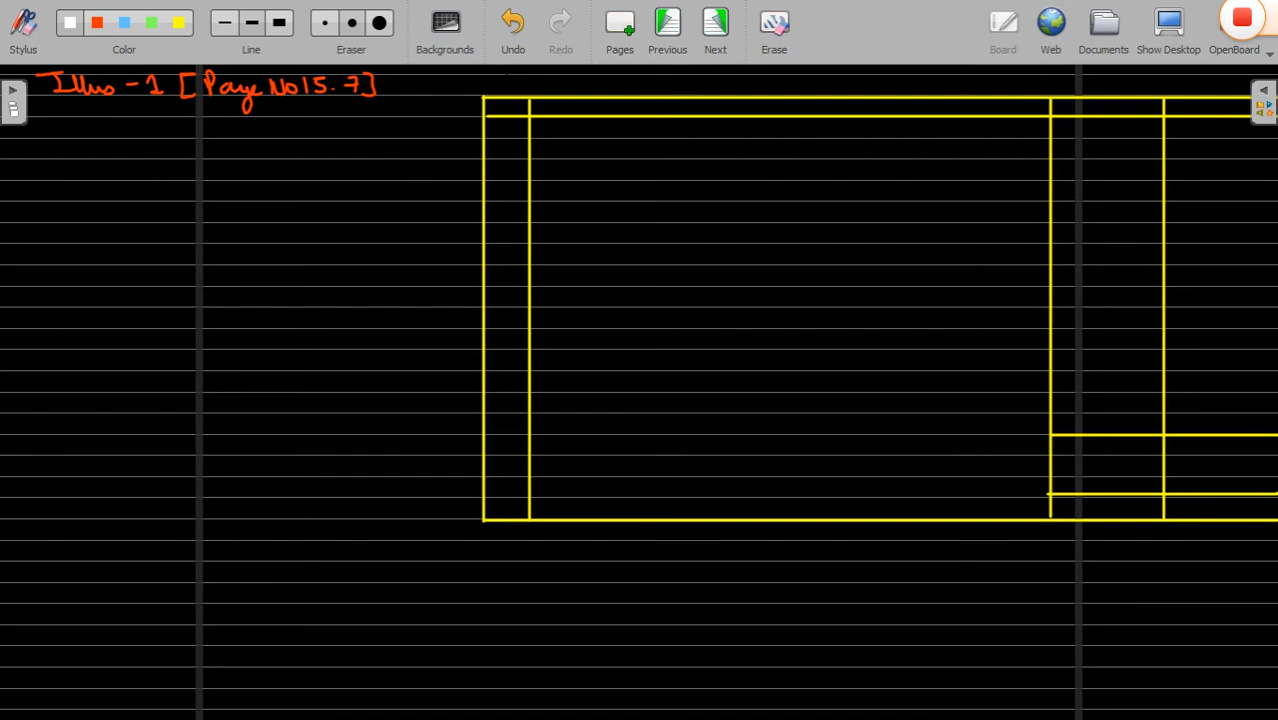 Stylus
Color
Line
Eraser
Backgrounds
Undo
Redo
Pages
Previous
Next
Erase
Board
Web
Documents
Show Desktop
OpenBoard
Illus - 1 [Page No 15.7]